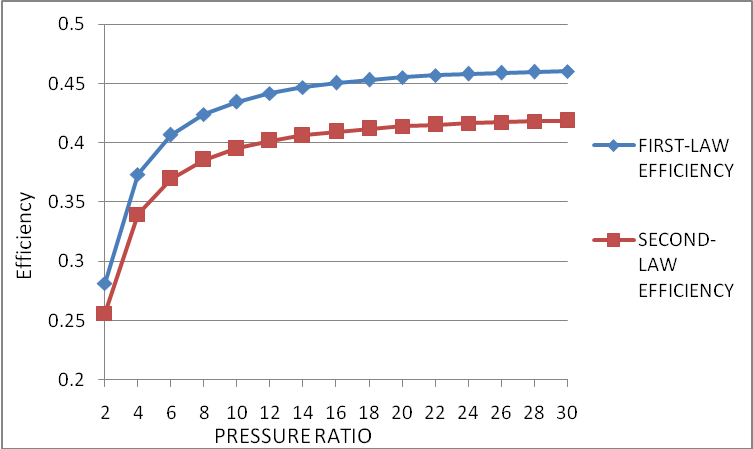 0.5
0.45
0.4
0.35
0.3
0.25
0.2
Efficiency
2 4 6 8 10 12 14 16 18 20 22 24 26 28 30
PRESSURE RATIO
FIRST-LAW
EFFICIENCY
SECOND-
LAW
EFFICIENCY